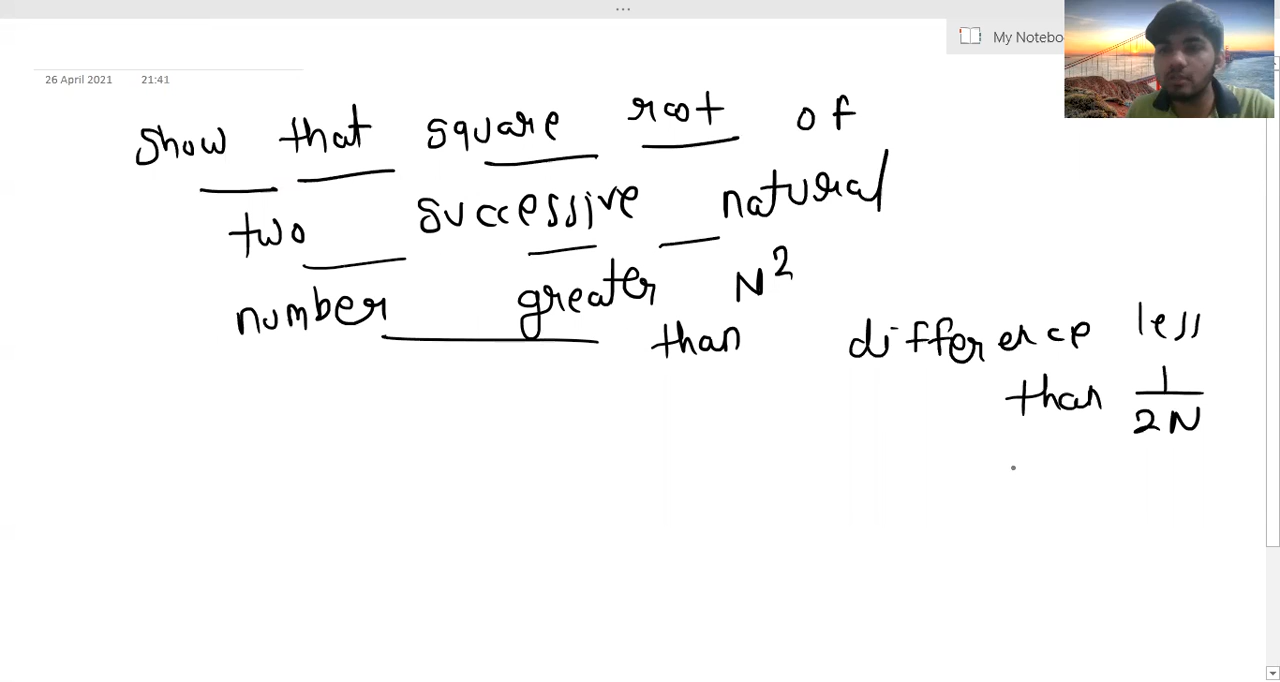 ...
My Notebo
26 April 2021 21:41
show that square root of
two successive natural
number greater than N²
difference less
than 1/2N